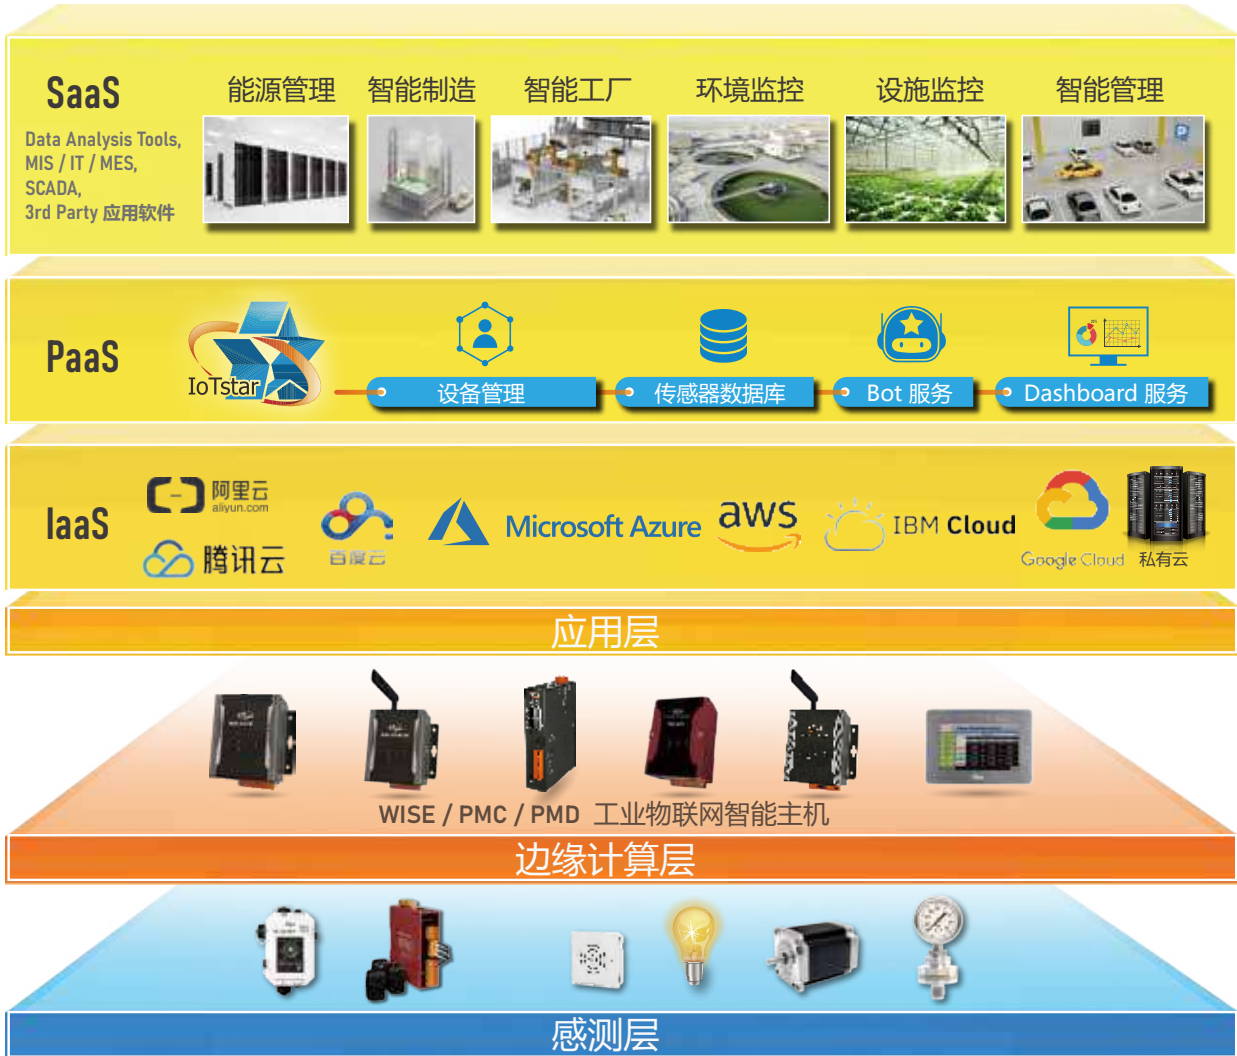 SaaS
Data Analysis Tools,
MIS / IT / MES,
SCADA,
3rd Party 应用软件
能源管理
智能制造
智能工厂
环境监控
设施监控
智能管理
P
PaaS
IoTstar
设备管理
传感器数据库
Bot 服务
Dashboard 服务
IaaS
阿里云
aliyun.com
腾讯云
百度云
Microsoft Azure
aws
IBM Cloud
Google Cloud
私有云
应用层
WISE / PMC / PMD 工业物联网智能主机
边缘计算层
感测层